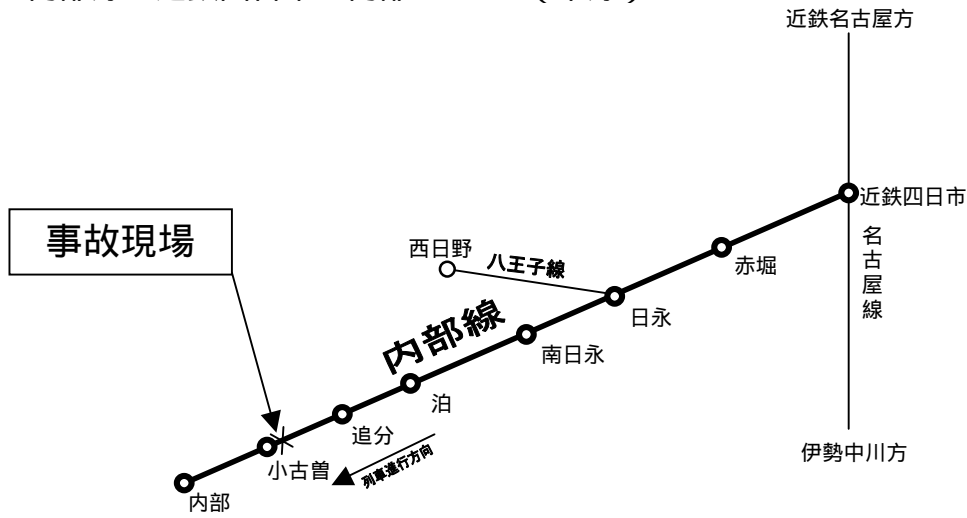 近鉄名古屋方
近鉄四日市
名古屋線
事故現場
西日野
八王子線
赤堀
日永
内部線
南日永
泊
追分
伊勢中川方
小古曽
列車進行方向
内部